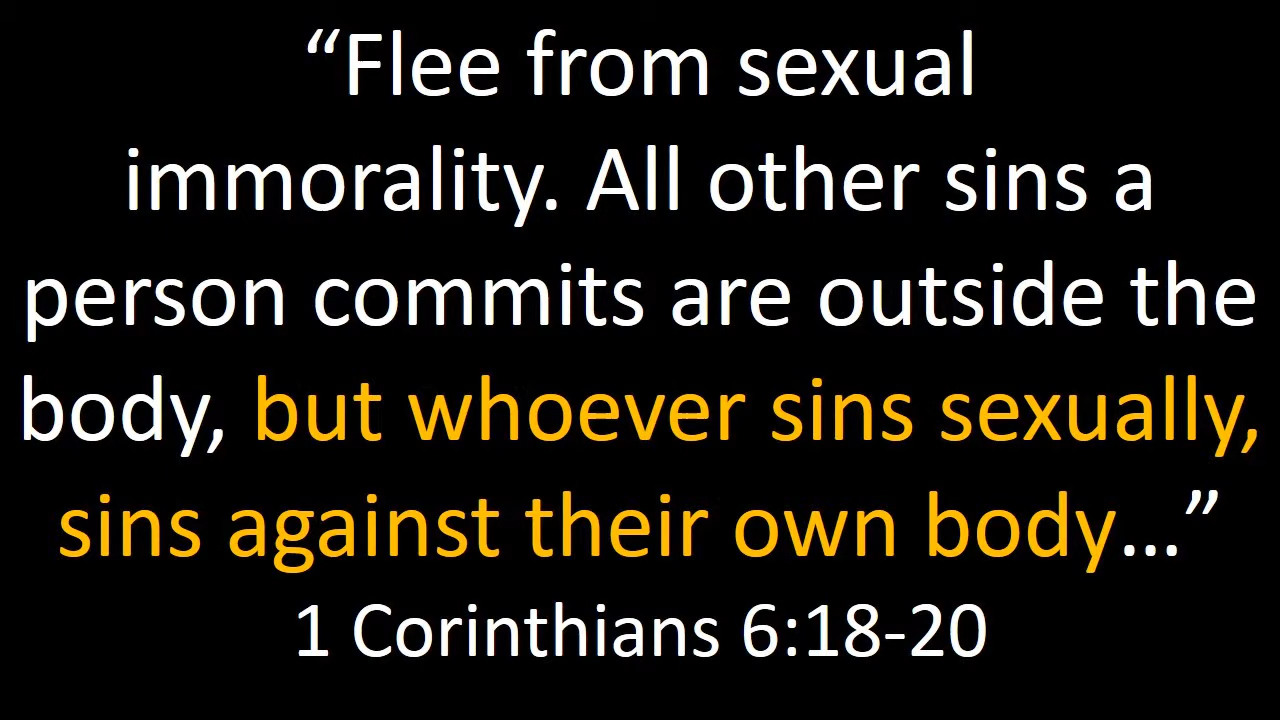 “Flee from sexual
immorality. All other sins a
person commits are outside the
body, but whoever sins sexually,
sins against their own body...”
1 Corinthians 6:18-20